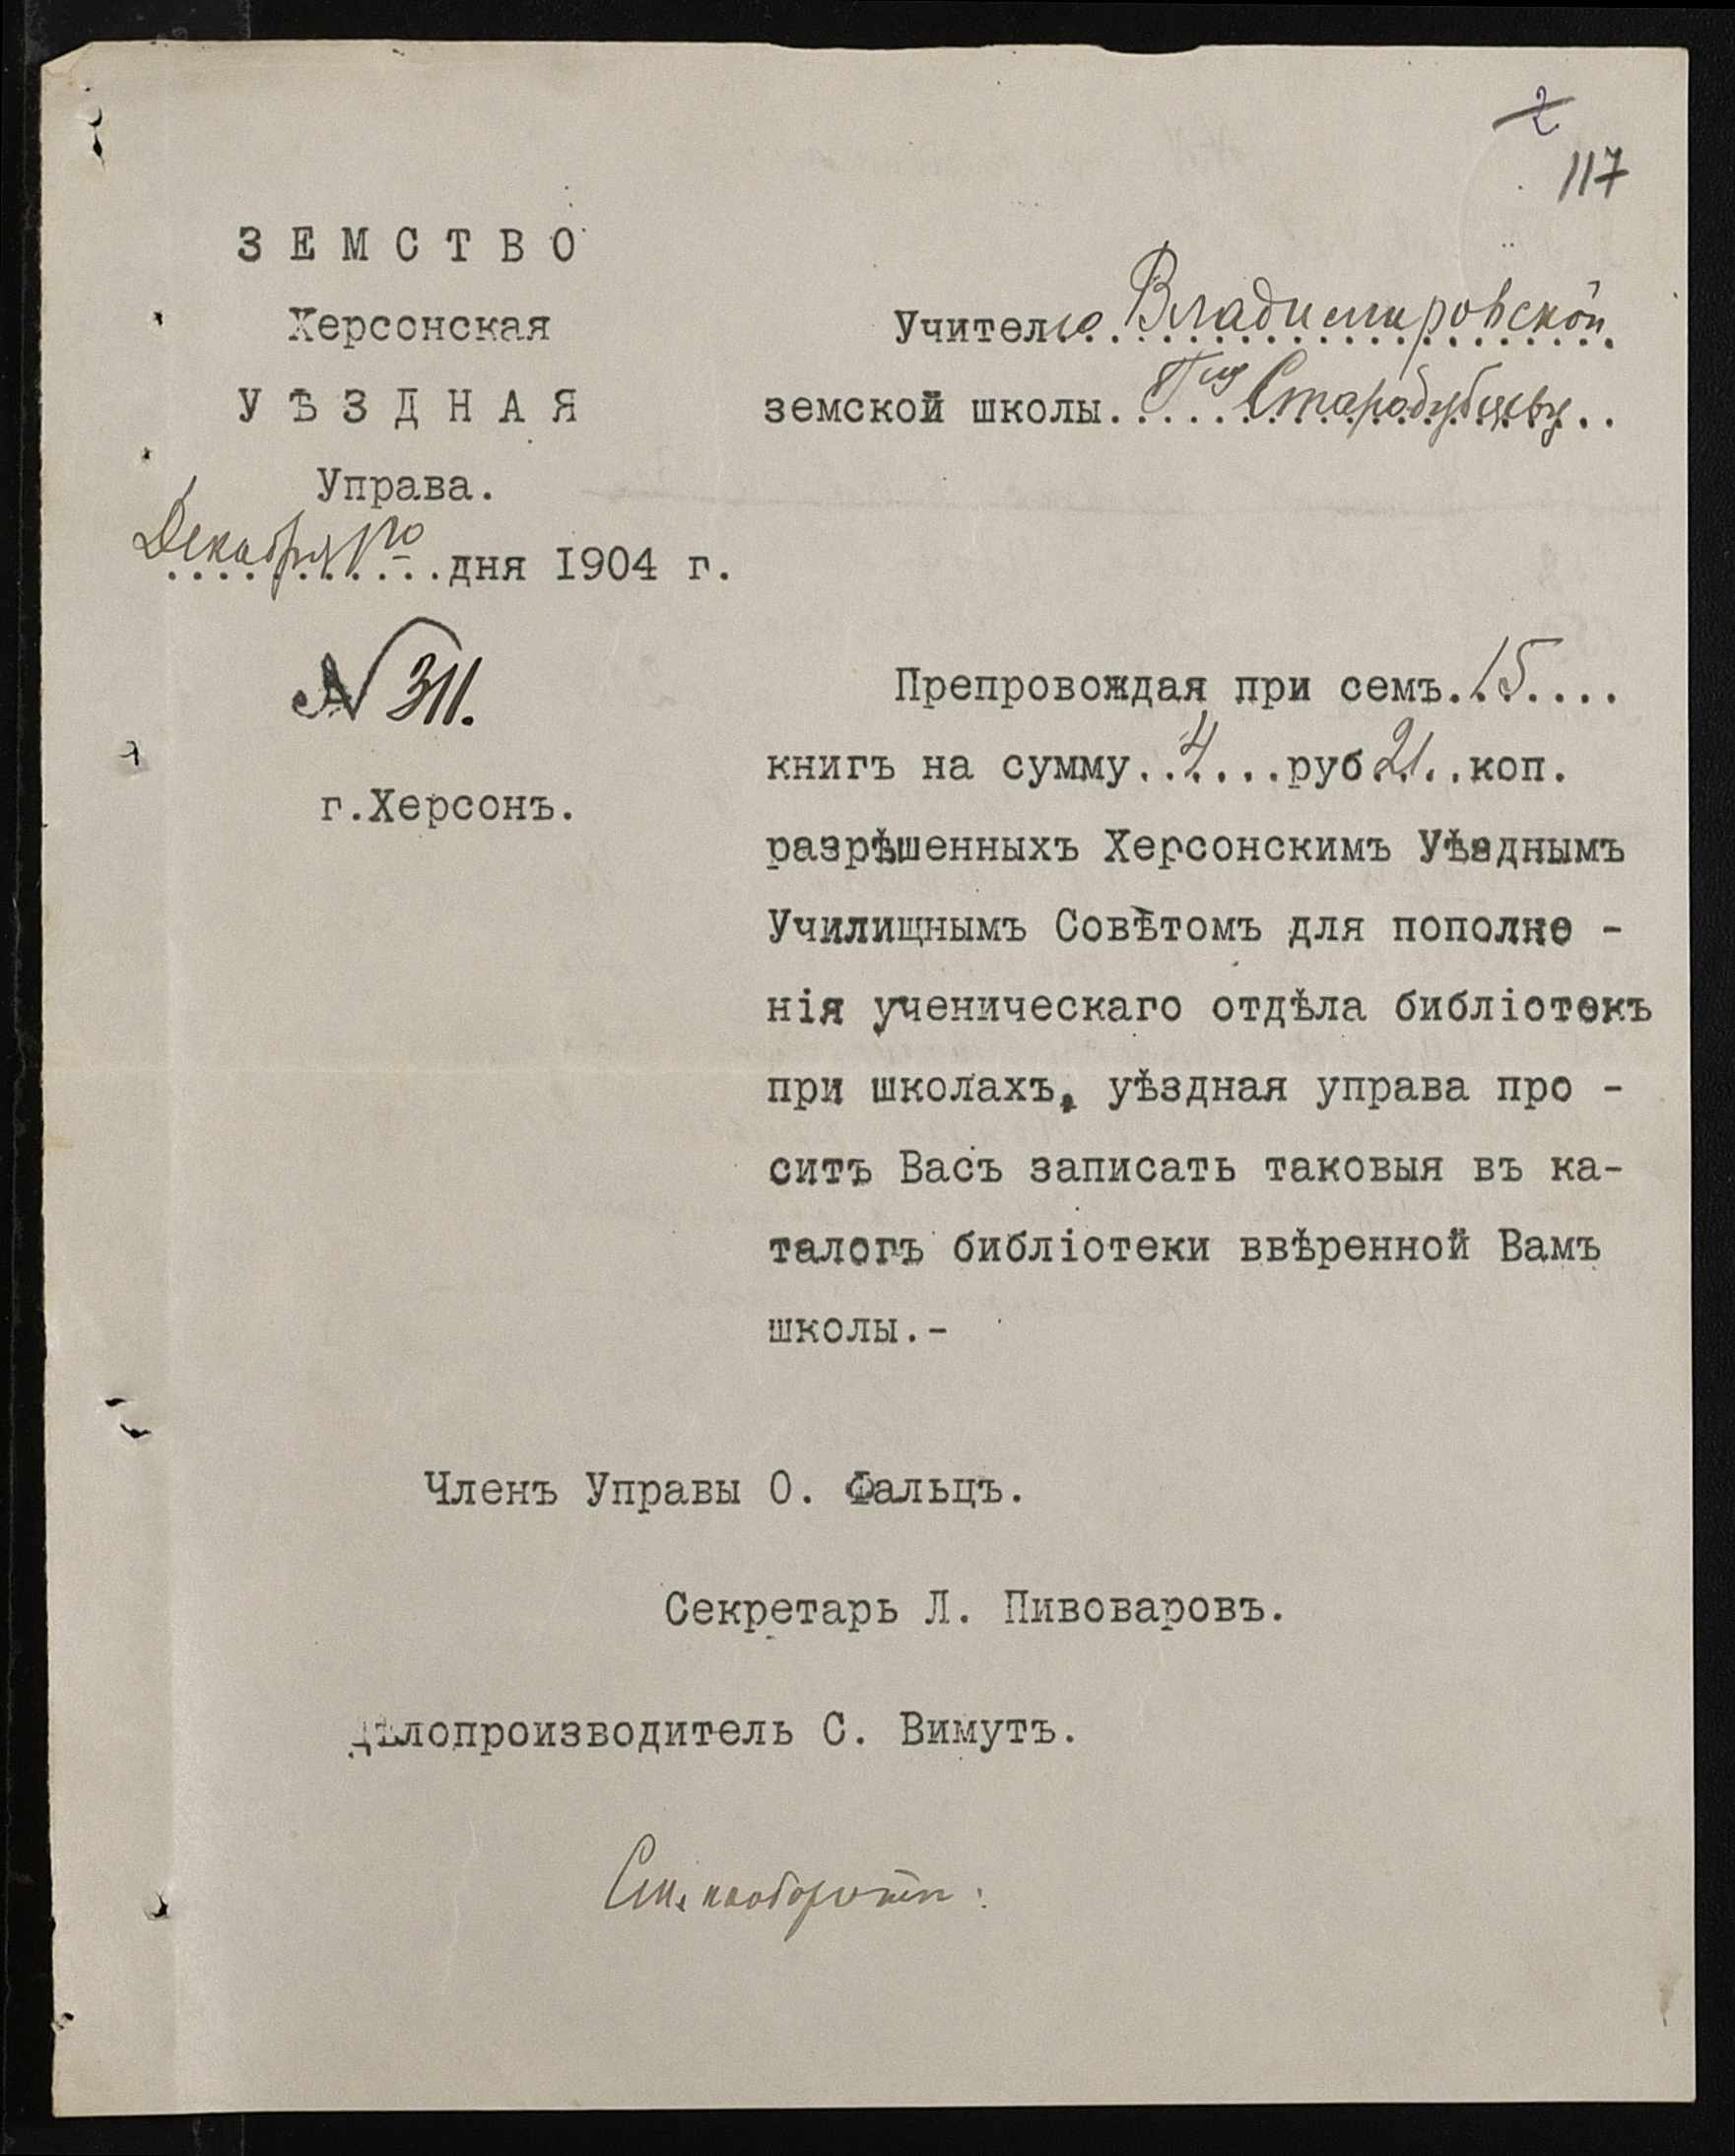 2
117
ЗЕМСТВО
Херсонская
УѢЗДНАЯ
Управа.
Декабря дня 1904 г.
N 311.
г.Херсонъ.
Учителю Владимировской
земской школы. Г-ну Стародубцеву..
Препровождая при семъ..15....
книгъ на сумму..4...руб.21..коп.
разрѣшенныхъ Херсонскимъ Уѣзднымъ
Училищнымъ Совѣтомъ для пополне -
нія ученическаго отдѣла библіотекъ
при школахъ, уѣздная управа про -
ситъ Васъ записать таковыя въ ка-
талогъ библіотеки ввѣренной Вамъ
школы.-
Членъ Управы О. Фальцъ.
Секретарь Л. Пивоваровъ.
Дѣлопроизводитель С. Вимутъ.
См. наоборотѣ.